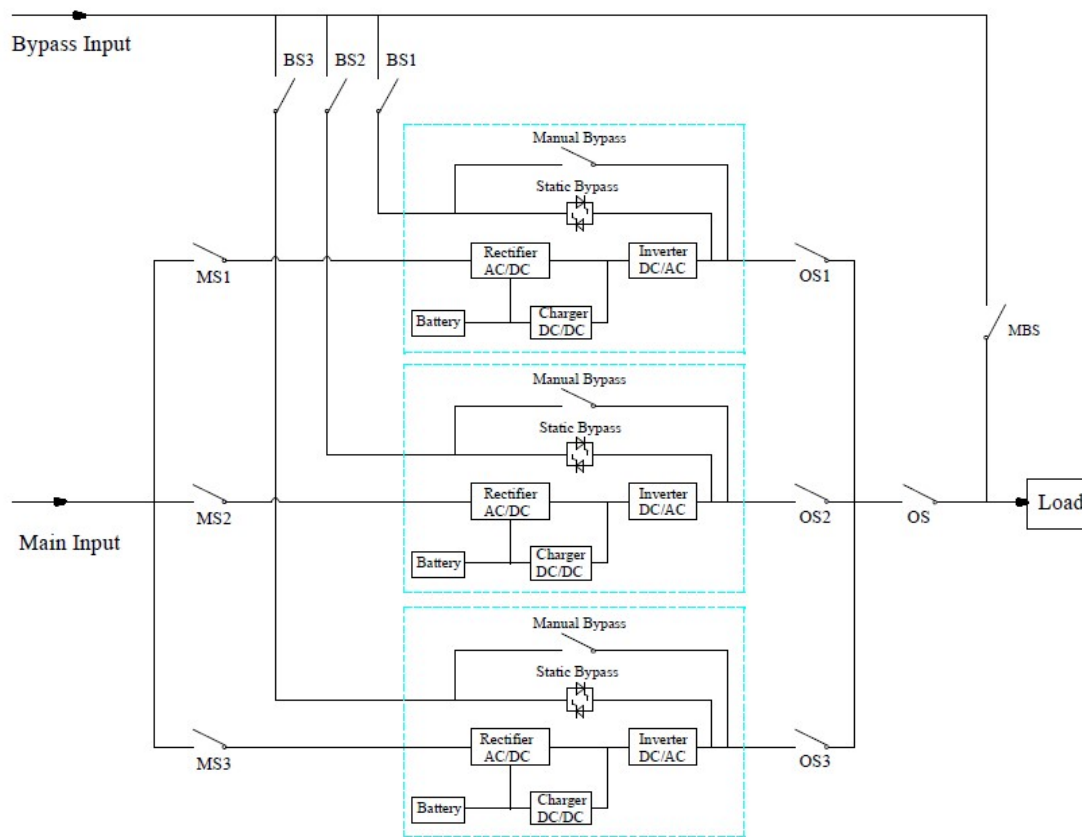 Bypass Input
BS3
BS2
BS1
Manual Bypass
Static Bypass
Rectifier
AC/DC
Inverter
DC/AC
MS1
OS1
Battery
Charger
DC/DC
MBS
Manual Bypass
Static Bypass
Rectifier
AC/DC
Inverter
DC/AC
MS2
OS2
OS
Load
Main Input
Battery
Charger
DC/DC
Manual Bypass
Static Bypass
Rectifier
AC/DC
Inverter
DC/AC
MS3
OS3
Battery
Charger
DC/DC